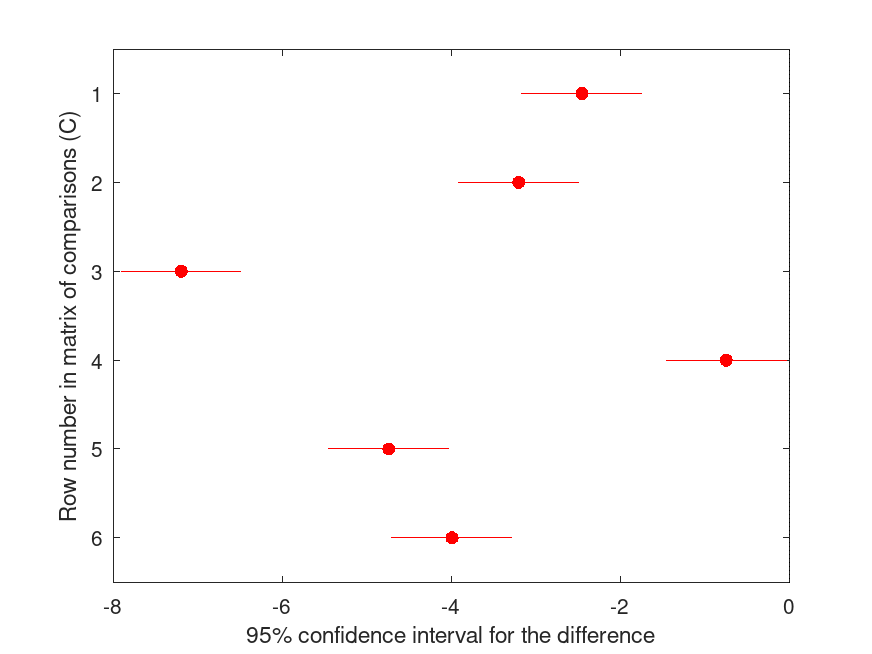 Row number in matrix of comparisons (C)
1
2
3
4
5
6
-8 -6 -4 -2 0
95% confidence interval for the difference